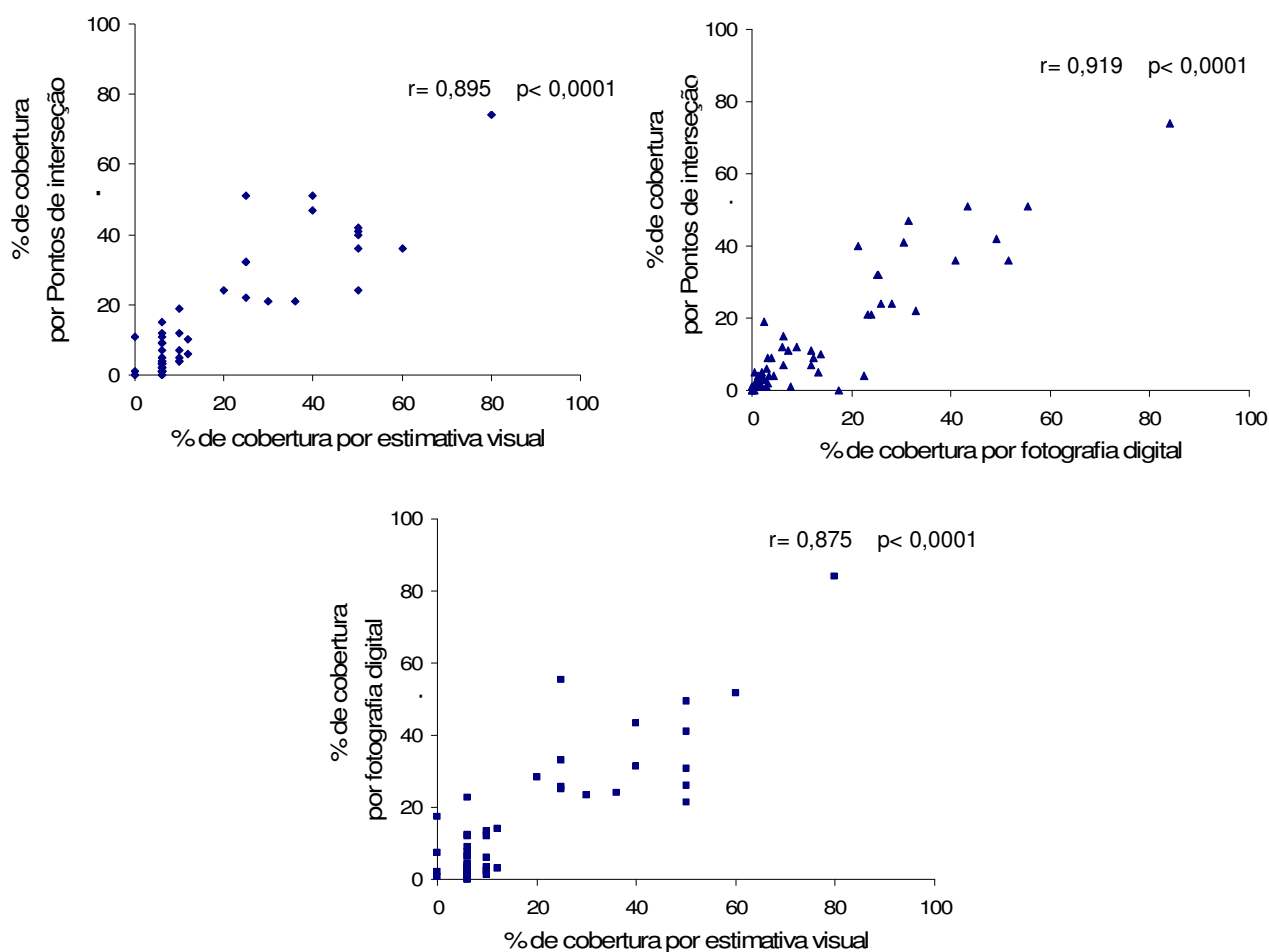 % de cobertura
por Pontos de interseção
100
80
60
40
20
0
r= 0,895 p< 0,0001
0 20 40 60 80 100
% de cobertura por estimativa visual
% de cobertura
por Pontos de interseção
100
80
60
40
20
0
r= 0,919 p< 0,0001
0 20 40 60 80 100
% de cobertura por fotografia digital
% de cobertura
por fotografia digital
100
80
60
40
20
0
r= 0,875 p< 0,0001
0 20 40 60 80 100
% de cobertura por estimativa visual